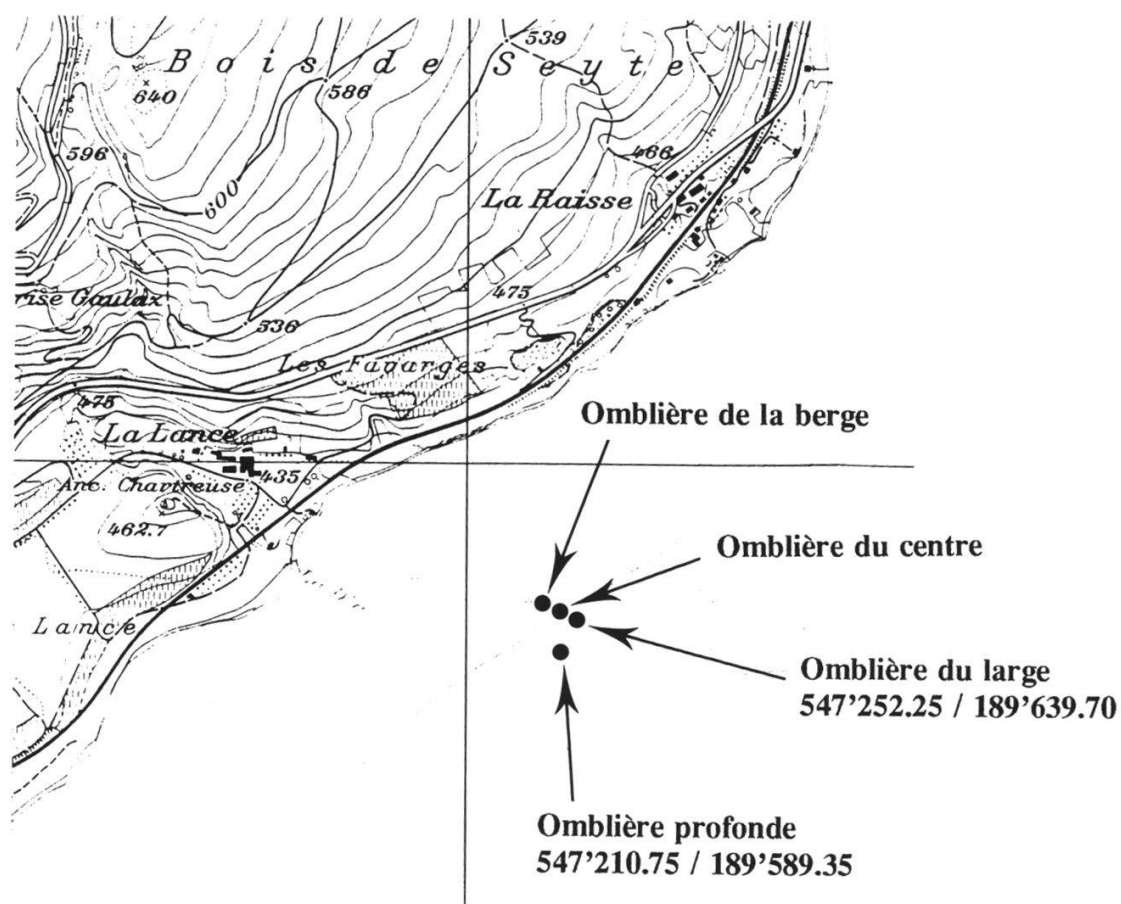 539
Bois de Seyte
640
586
596
466
600
La Raisse
475
rise Gaulaz
536
Les Favarges
475
Omblière de la berge
La Lance
435
Anc. Chartreuse
462.7
Omblière du centre
Lance
Omblière du large
547'252.25 / 189'639.70
Omblière profonde
547'210.75 / 189'589.35